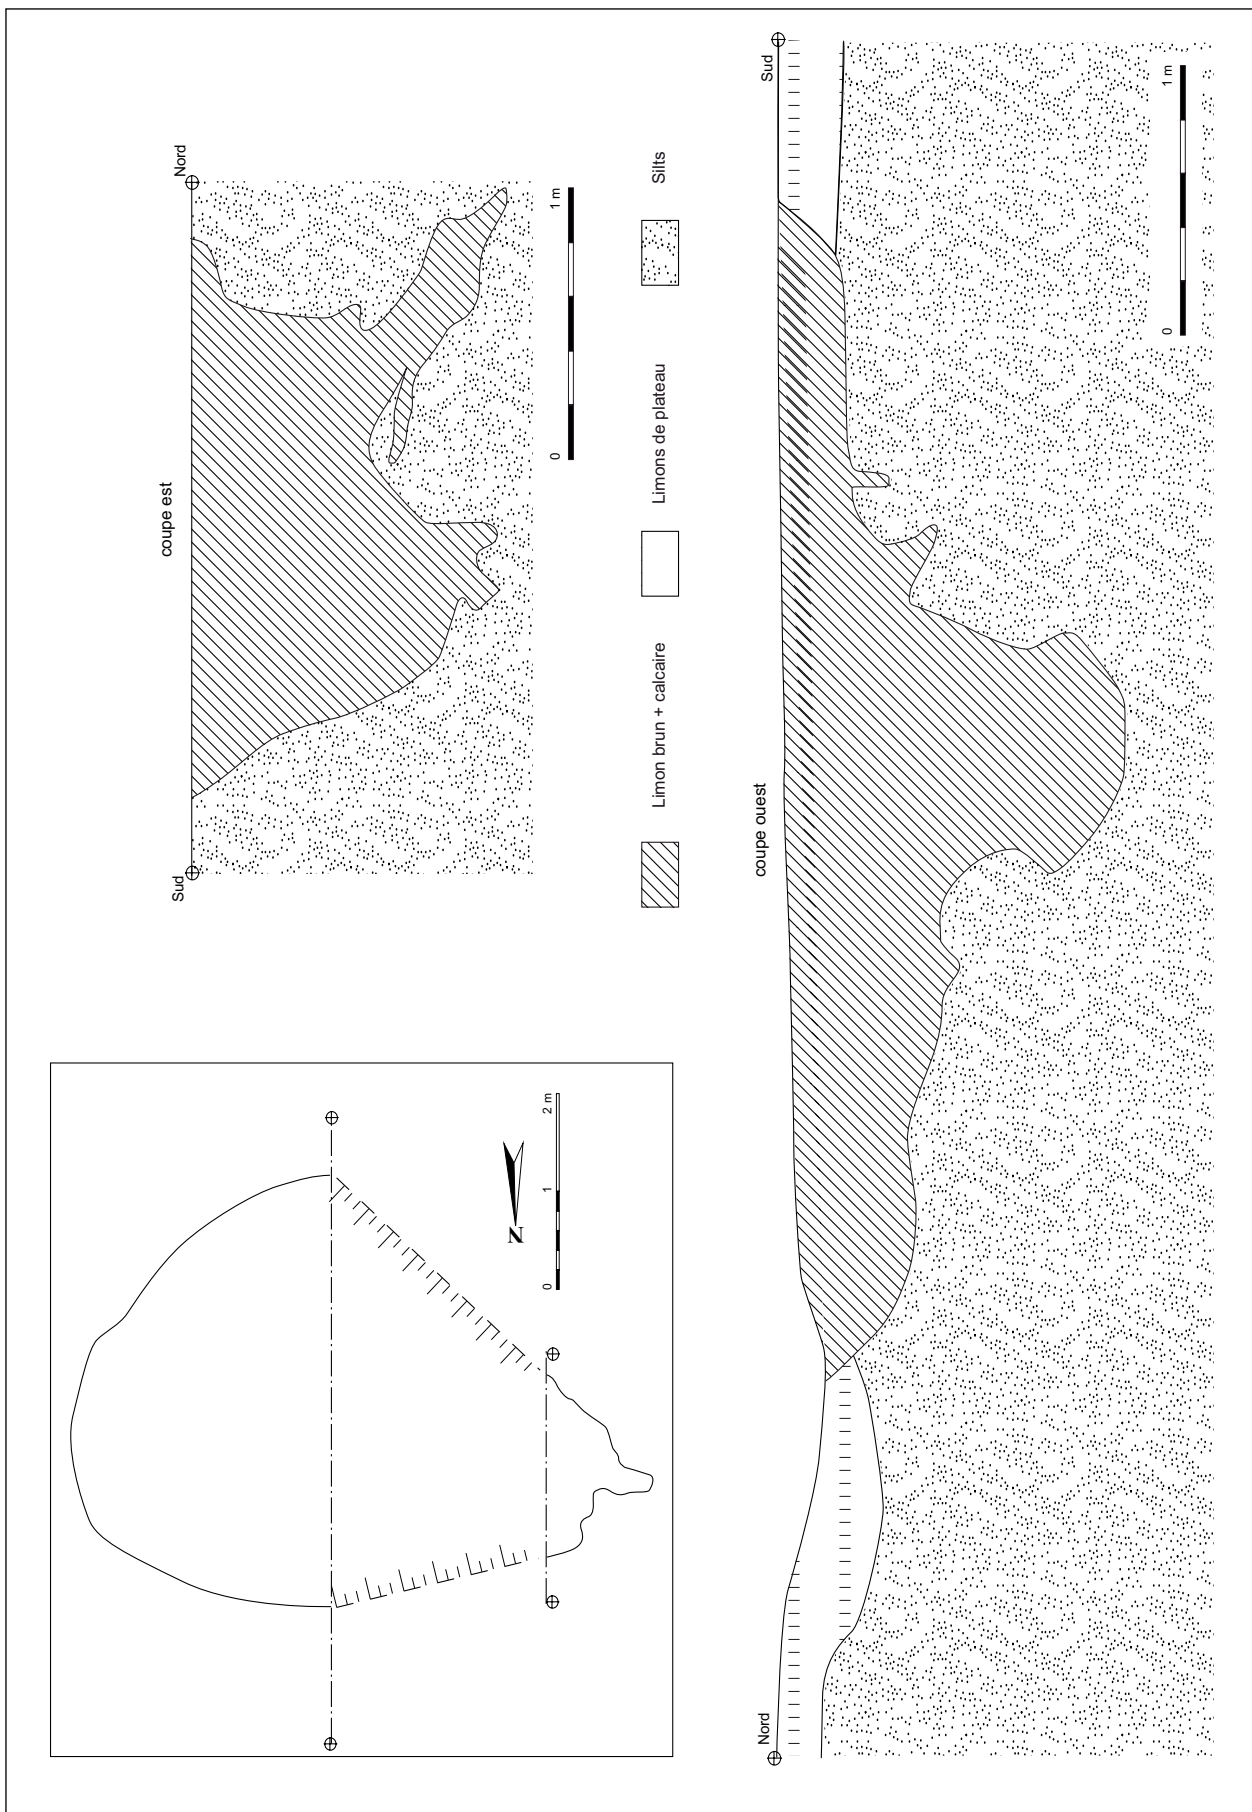 coupe est
Sud
Nord
0
1 m
Limon brun + calcaire
Limons de plateau
Silts
N
0
1
2 m
coupe ouest
Nord
Sud
0
1 m